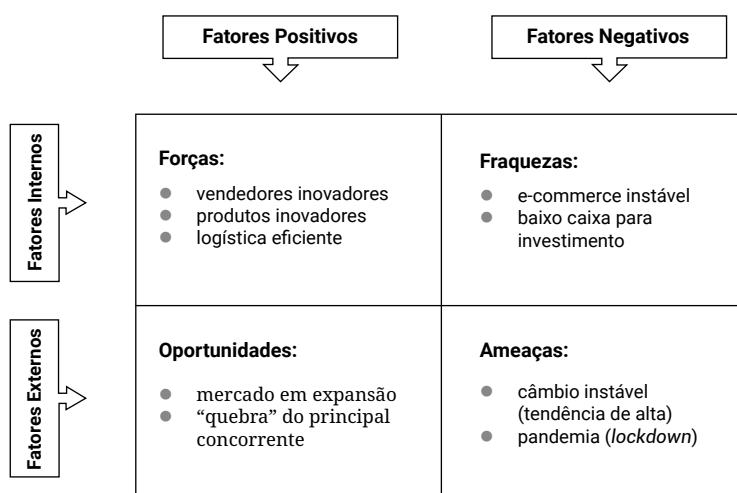 Fatores Positivos
Fatores Negativos
Fatores Internos
Forças:
vendedores inovadores
produtos inovadores
logística eficiente
Fraquezas:
e-commerce instável
baixo caixa para
investimento
Fatores Externos
Oportunidades:
mercado em expansão
“quebra” do principal
concorrente
Ameaças:
câmbio instável
(tendência de alta)
pandemia (lockdown)